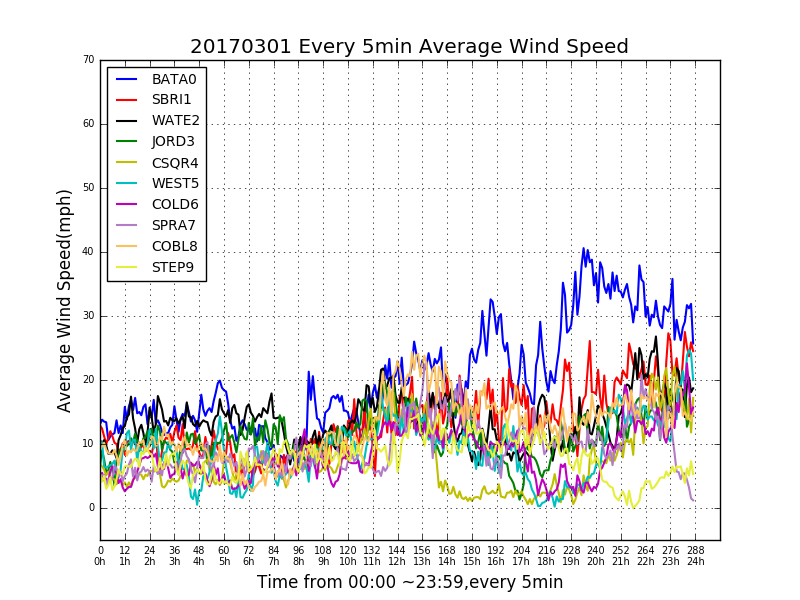 20170301 Every 5min Average Wind Speed
70
60
50
40
30
20
10
0
Average Wind Speed(mph)
BATA0
SBRI1
WATE2
JORD3
CSQR4
WEST5
COLD6
SPRA7
COBL8
STEP9
0 12 24 36 48 60 72 84 96 108 120 132 144 156 168 180 192 204 216 228 240 252 264 276 288
0h 1h 2h 3h 4h 5h 6h 7h 8h 9h 10h 11h 12h 13h 14h 15h 16h 17h 18h 19h 20h 21h 22h 23h 24h
Time from 00:00 ~23:59,every 5min